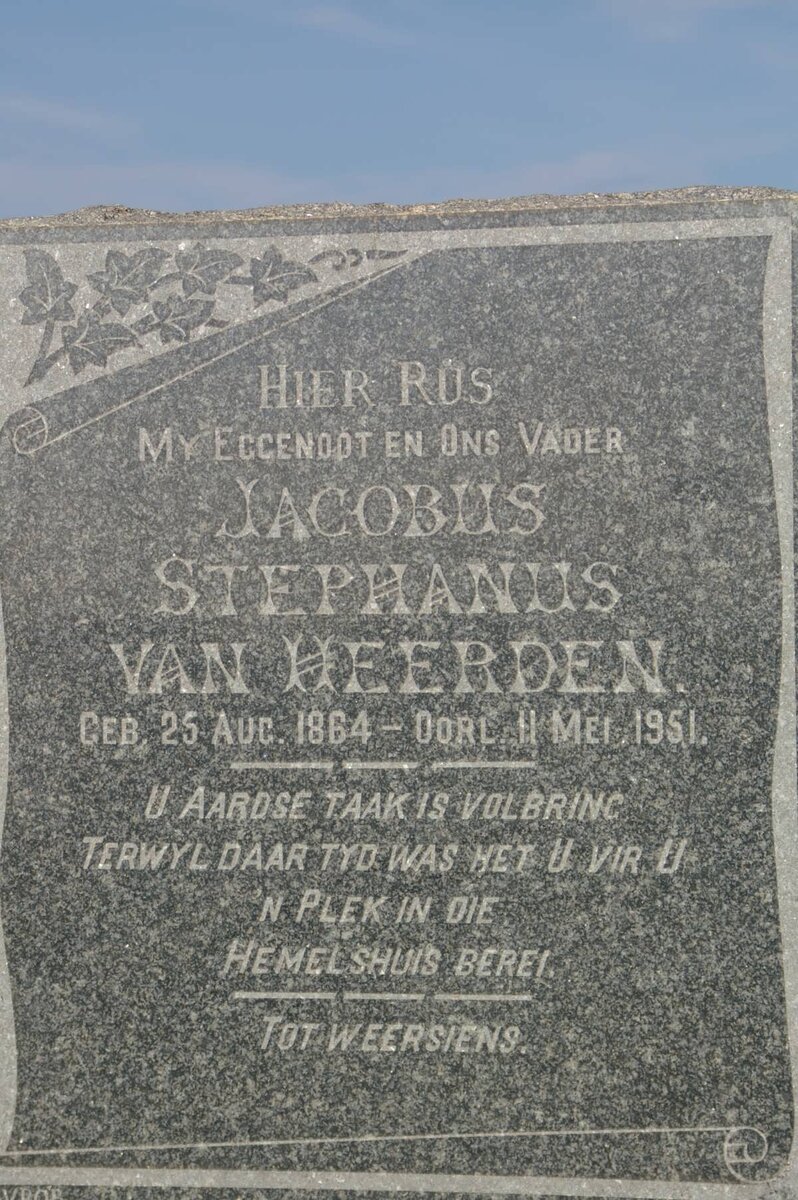 HIER RUS
MY EGGENOOT EN ONS VADER
JACOBUS
STEPHANUS
VAN HEERDEN.
GEB. 25 AUG. 1864 - OORL. 11 MEI. 1951.
U AARDSE TAAK IS VOLBRING
TERWYL DAAR TYD WAS HET U VIR U
N PLEK IN DIE
HEMELSHUIS BEREI.
TOT WEERSIENS.